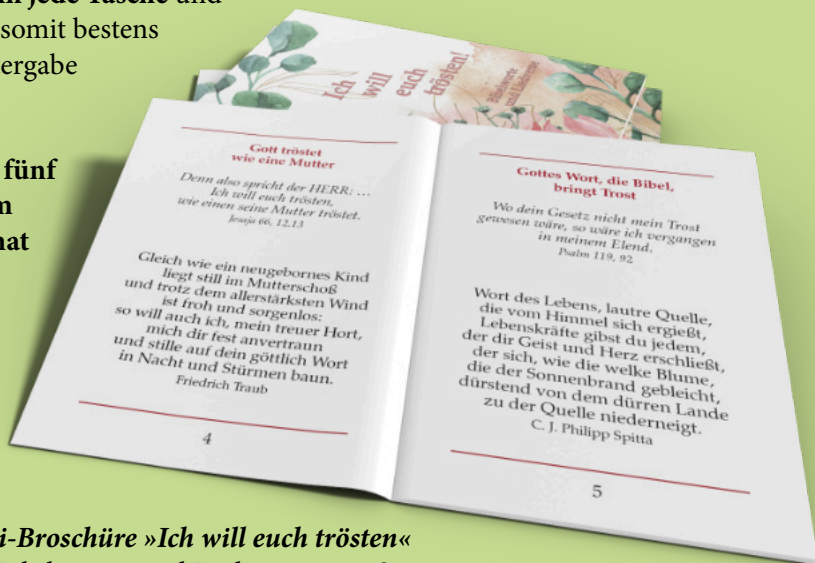 in jede Tasche und
somit bestens
ergabe
fünf
m
nat
Ich
will
euch
trösten!
Bibelworte
und Liedverse
Gott tröstet
wie eine Mutter
Denn also spricht der HERR: …
Ich will euch trösten,
wie einen seine Mutter tröstet.
Jesaja 66, 12.13
Gleich wie ein neugebornes Kind
liegt still im Mutterschoß
und trotz dem allerstärksten Wind
ist froh und sorgenlos:
so will auch ich, mein treuer Hort,
mich dir fest anvertraun
und stille auf dein göttlich Wort
in Nacht und Stürmen baun.
Friedrich Traub
4
Gottes Wort, die Bibel,
bringt Trost
Wo dein Gesetz nicht mein Trost
gewesen wäre, so wäre ich vergangen
in meinem Elend.
Psalm 119, 92
Wort des Lebens, lautre Quelle,
die vom Himmel sich ergießt,
Lebenskräfte gibst du jedem,
der dir Geist und Herz erschließt,
der sich, wie die welke Blume,
die der Sonnenbrand gebleicht,
dürstend von dem dürren Lande
zu der Quelle niederneigt.
C. J. Philipp Spitta
5
i-Broschüre »Ich will euch trösten«